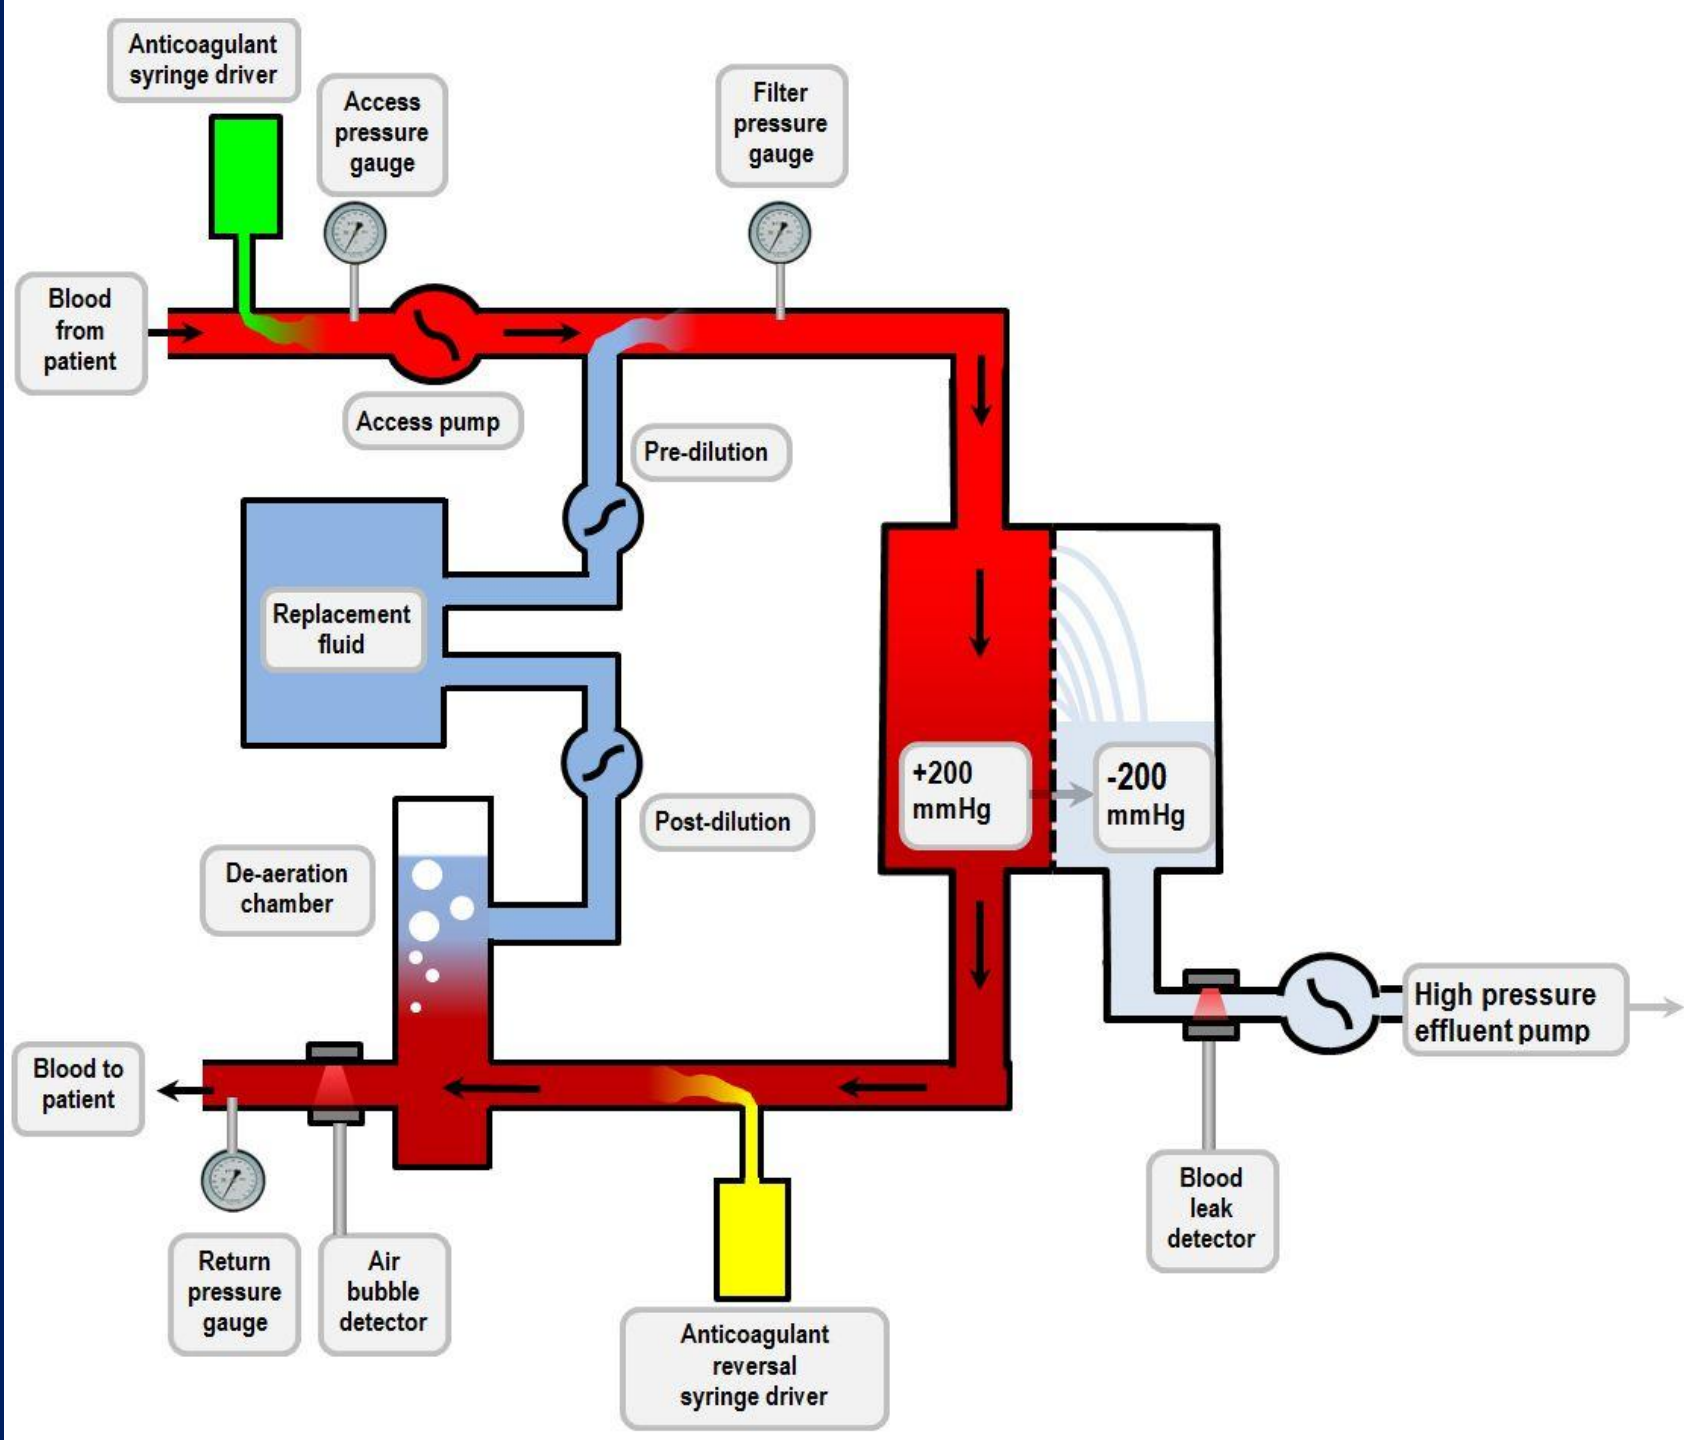 Anticoagulant
syringe driver
Access
pressure
gauge
Filter
pressure
gauge
Blood
from
patient
Access pump
Pre-dilution
Replacement
fluid
+200
mmHg
-200
mmHg
Post-dilution
De-aeration
chamber
High pressure
effluent pump
Blood to
patient
Return
pressure
gauge
Air
bubble
detector
Blood
leak
detector
Anticoagulant
reversal
syringe driver